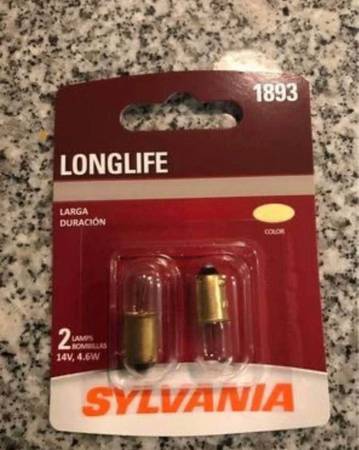 1893
LONGLIFE
LARGA
DURACIÓN
COLOR
2 LAMPS
BOMBILLAS
14V, 4.6W
SYLVANIA